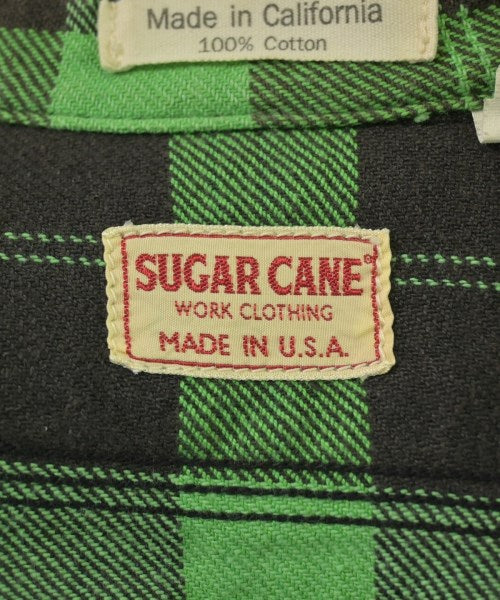 Made in California
100% Cotton
SUGAR CANE®
WORK CLOTHING
MADE IN U.S.A.